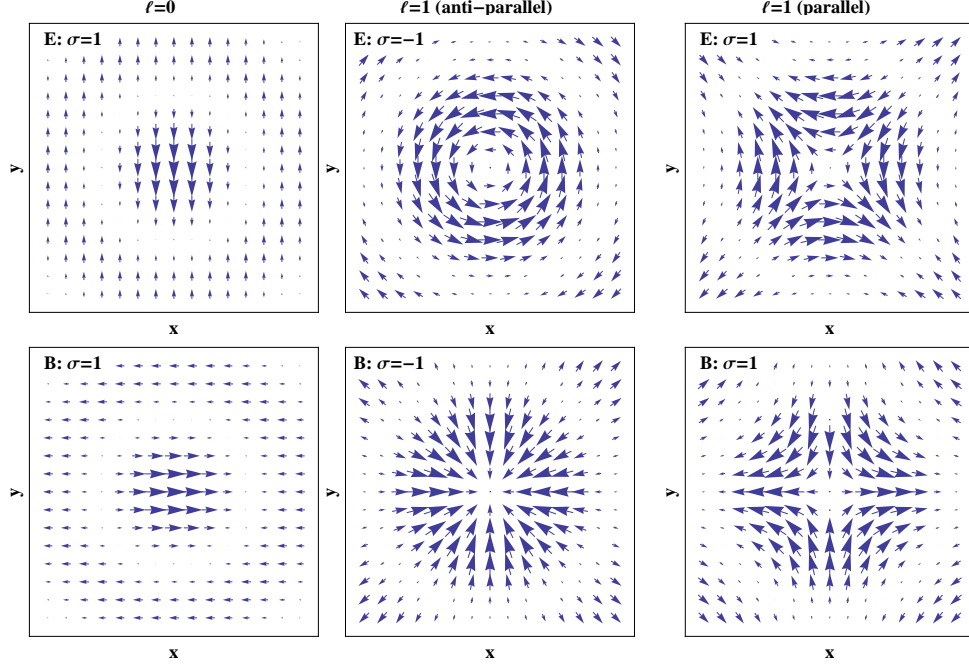 ℓ=0
ℓ=1 (anti−parallel)
ℓ=1 (parallel)
E: σ=1
E: σ=−1
E: σ=1
y
y
y
x
x
x
B: σ=1
B: σ=−1
B: σ=1
y
y
y
x
x
x